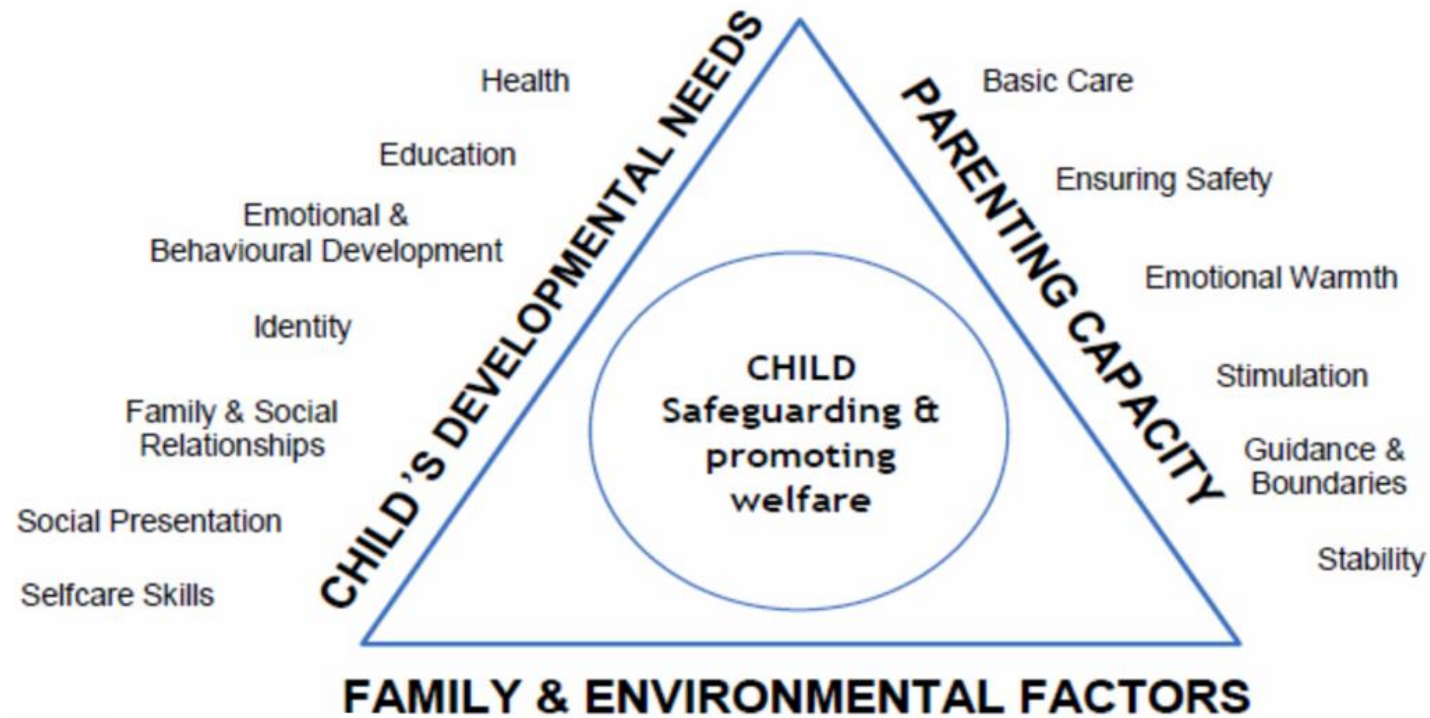 Health
Education
Emotional &
Behavioural Development
Identity
Family & Social
Relationships
Social Presentation
Selfcare Skills
CHILD'S DEVELOPMENTAL NEEDS
CHILD
Safeguarding &
promoting
welfare
PARENTING CAPACITY
Basic Care
Ensuring Safety
Emotional Warmth
Stimulation
Guidance &
Boundaries
Stability
FAMILY & ENVIRONMENTAL FACTORS